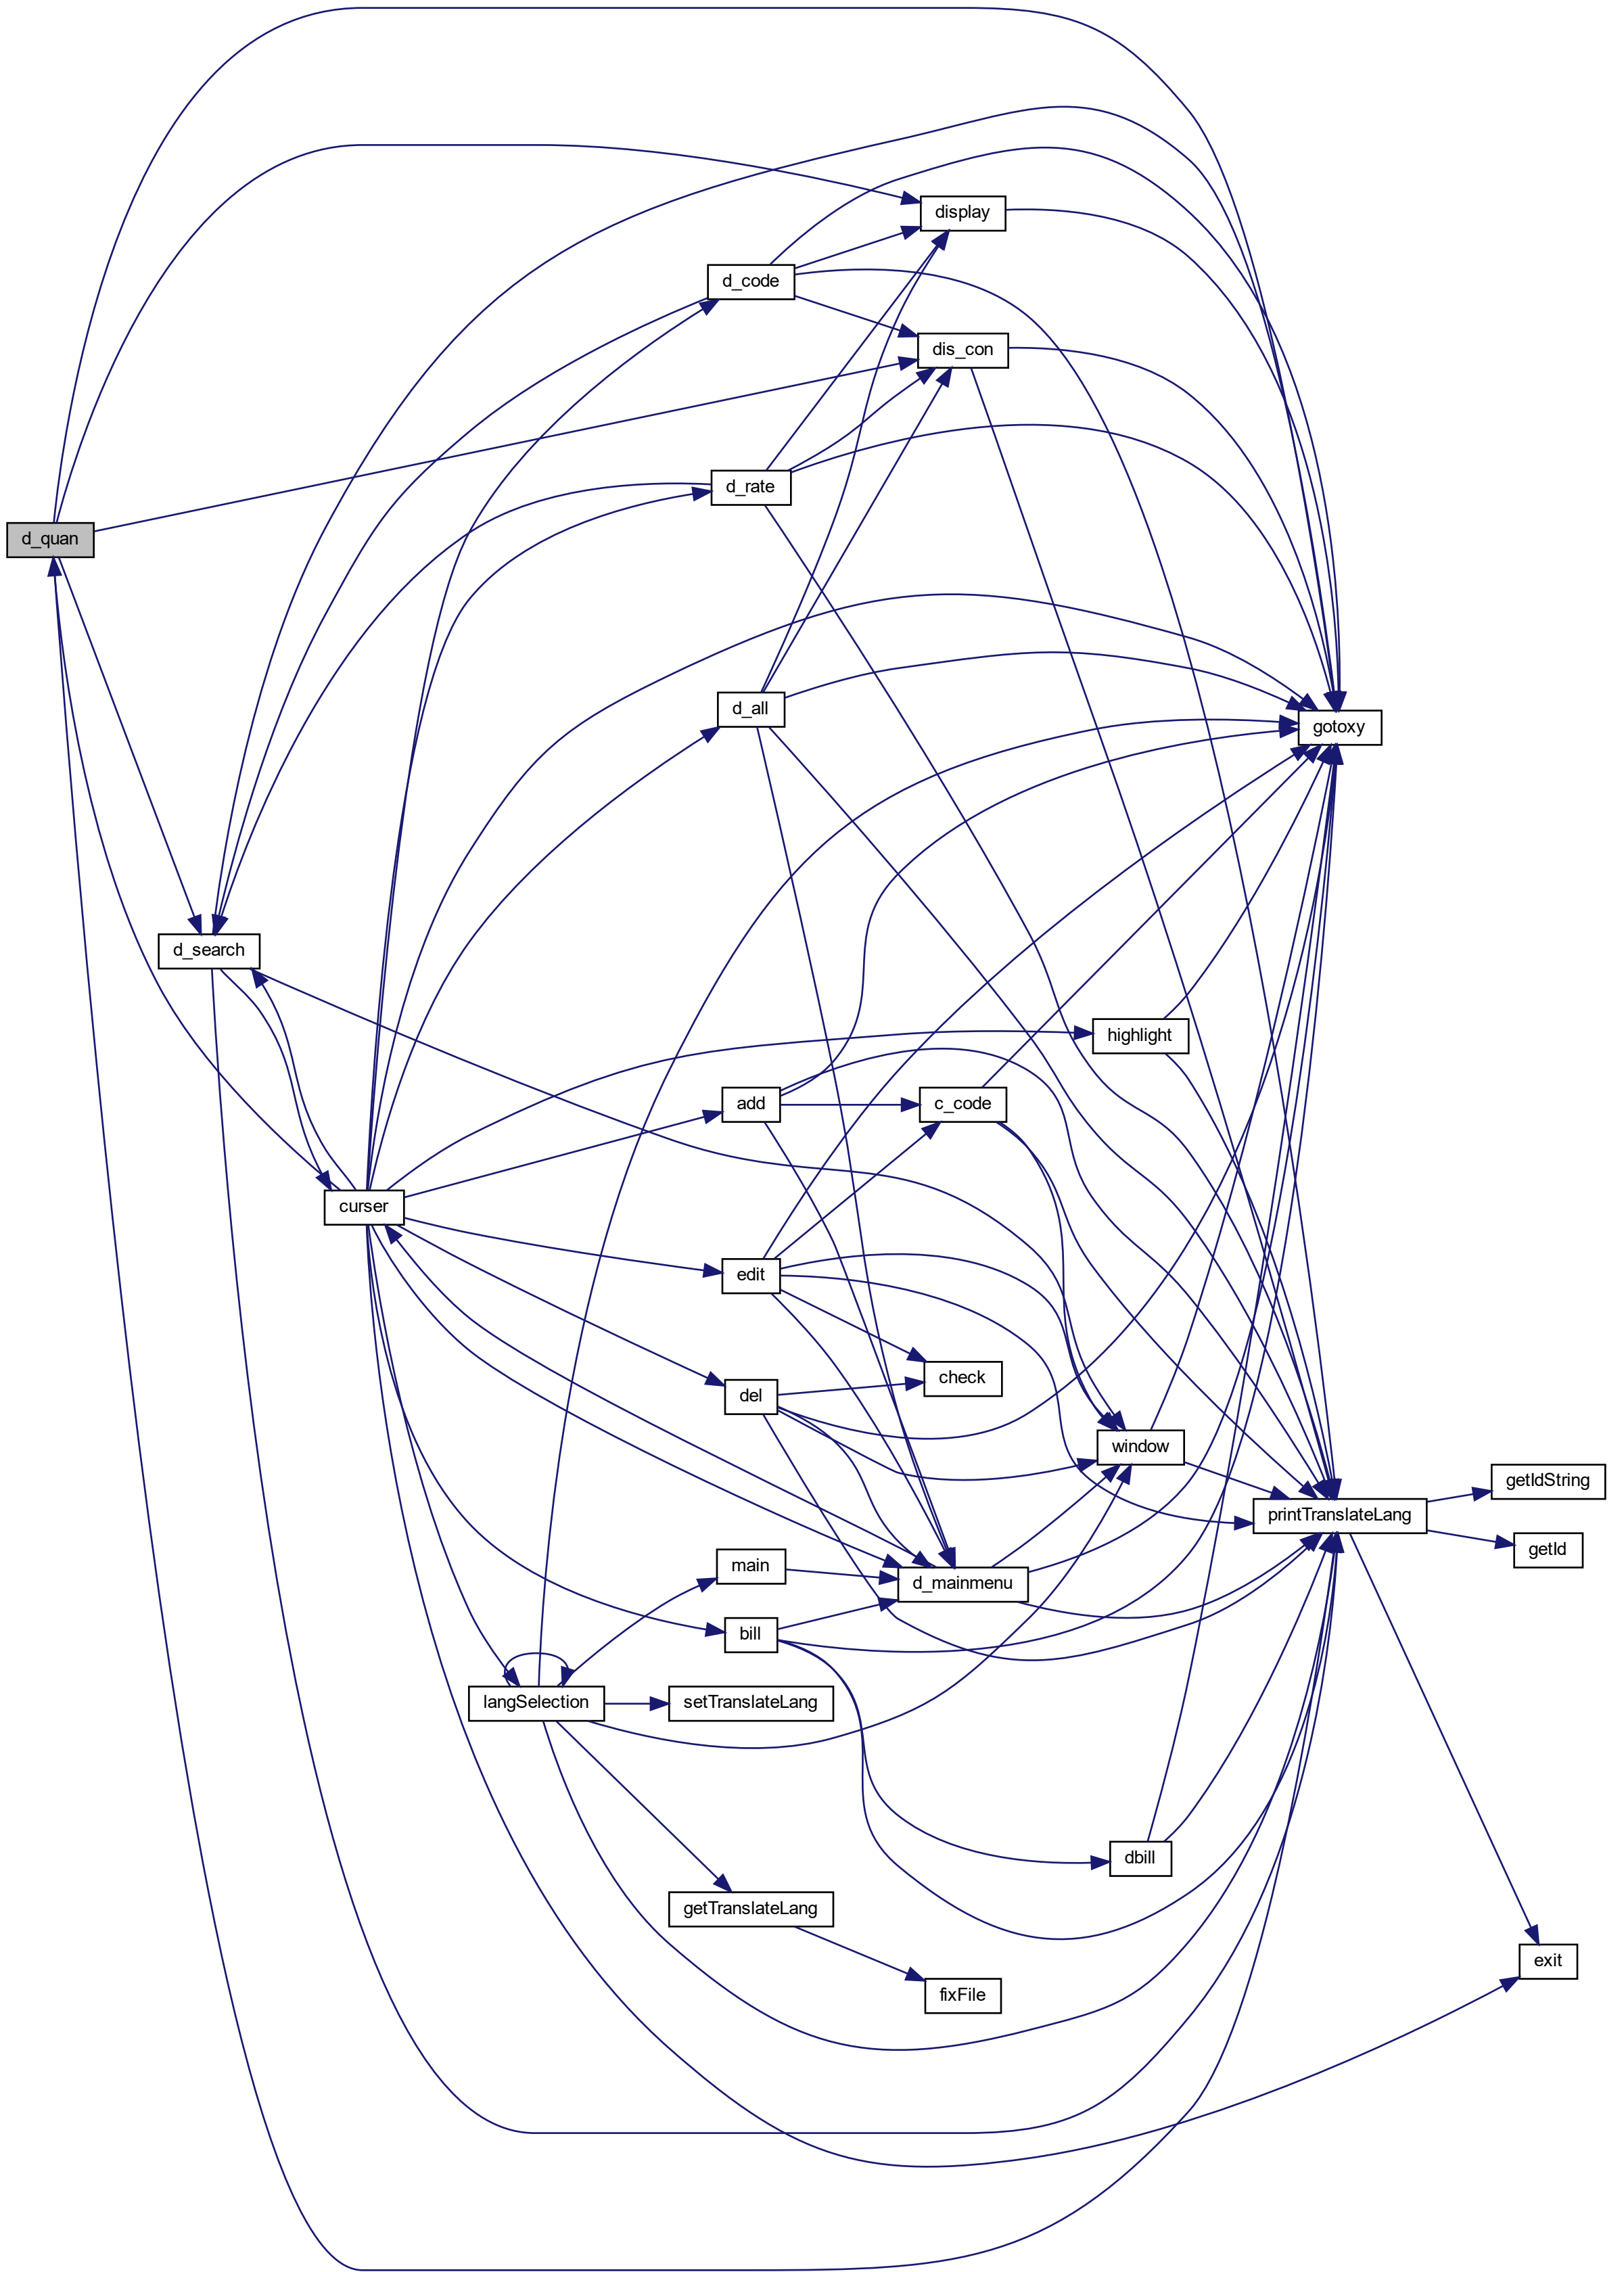 display
d_code
dis_con
d_rate
d_quan
d_all
gotoxy
d_search
highlight
add
c_code
curser
edit
check
del
window
getIdString
printTranslateLang
getId
main
d_mainmenu
bill
langSelection
setTranslateLang
dbill
getTranslateLang
exit
fixFile